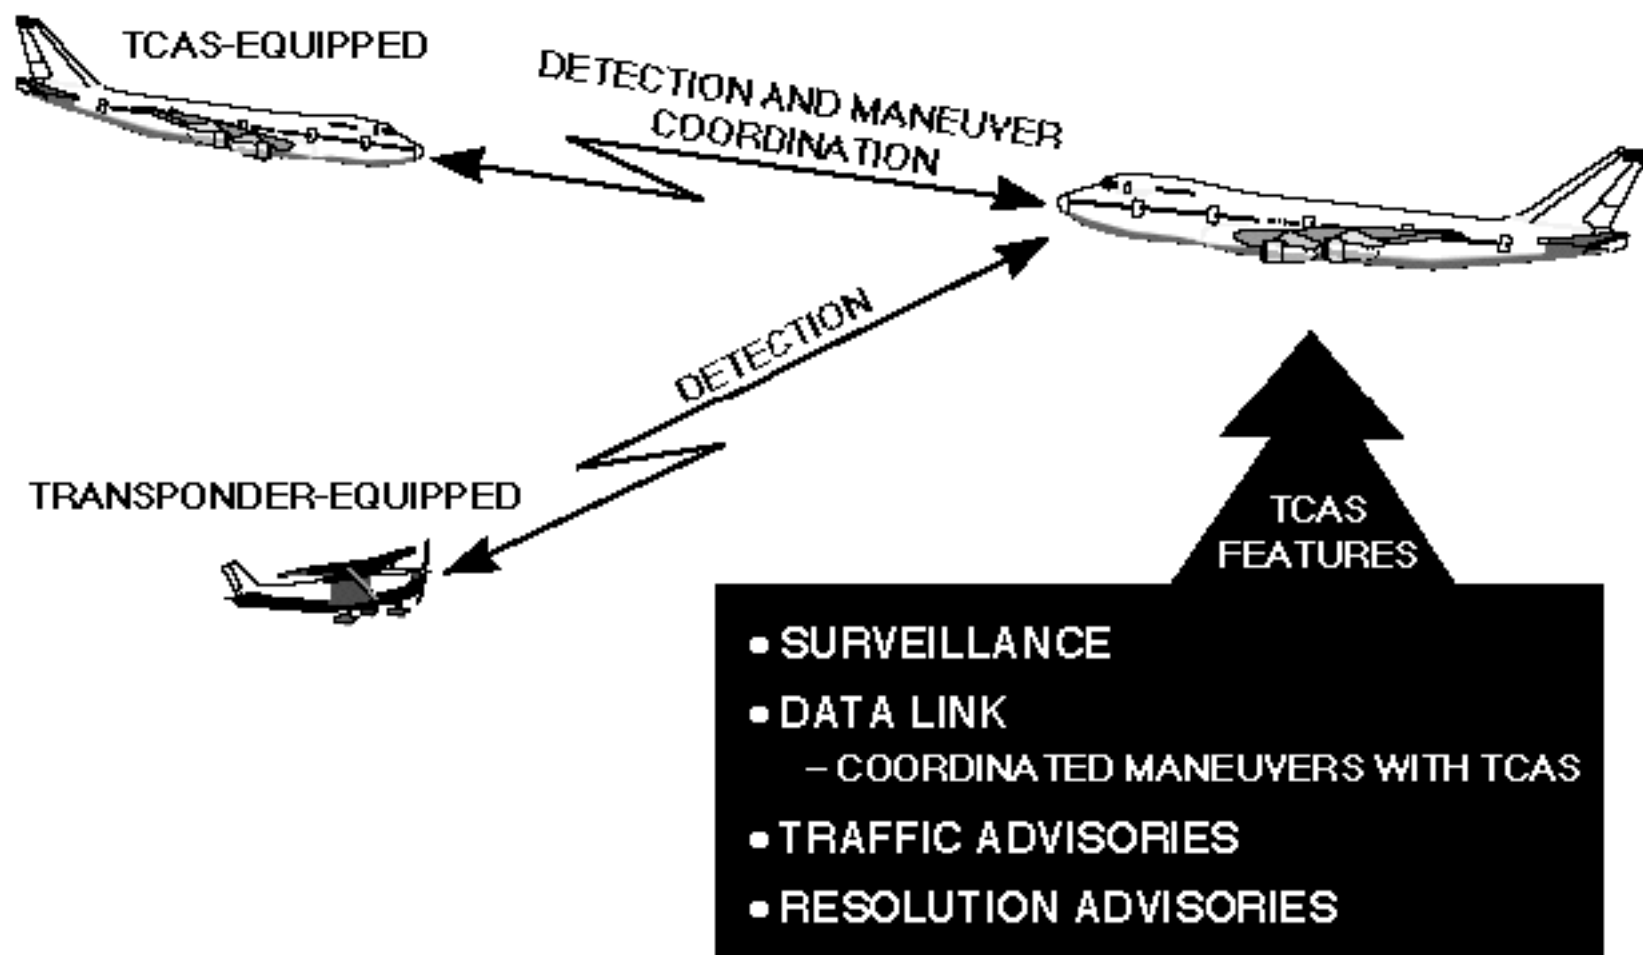 TCAS-EQUIPPED
DETECTION AND MANEUVER
COORDINATION
DETECTION
TRANSPONDER-EQUIPPED
TCAS
FEATURES
• SURVEILLANCE
• DATA LINK
– COORDINATED MANEUVERS WITH TCAS
• TRAFFIC ADVISORIES
• RESOLUTION ADVISORIES